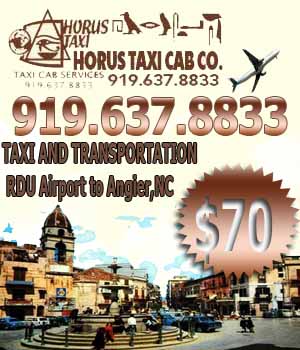 HORUS
TAXI
TAXI CAB SERVICES
919.637.8833
HORUS TAXI CAB CO.
919.637.8833
919.637.8833
TAXI AND TRANSPORTATION
RDU Airport to Angier,NC
$70